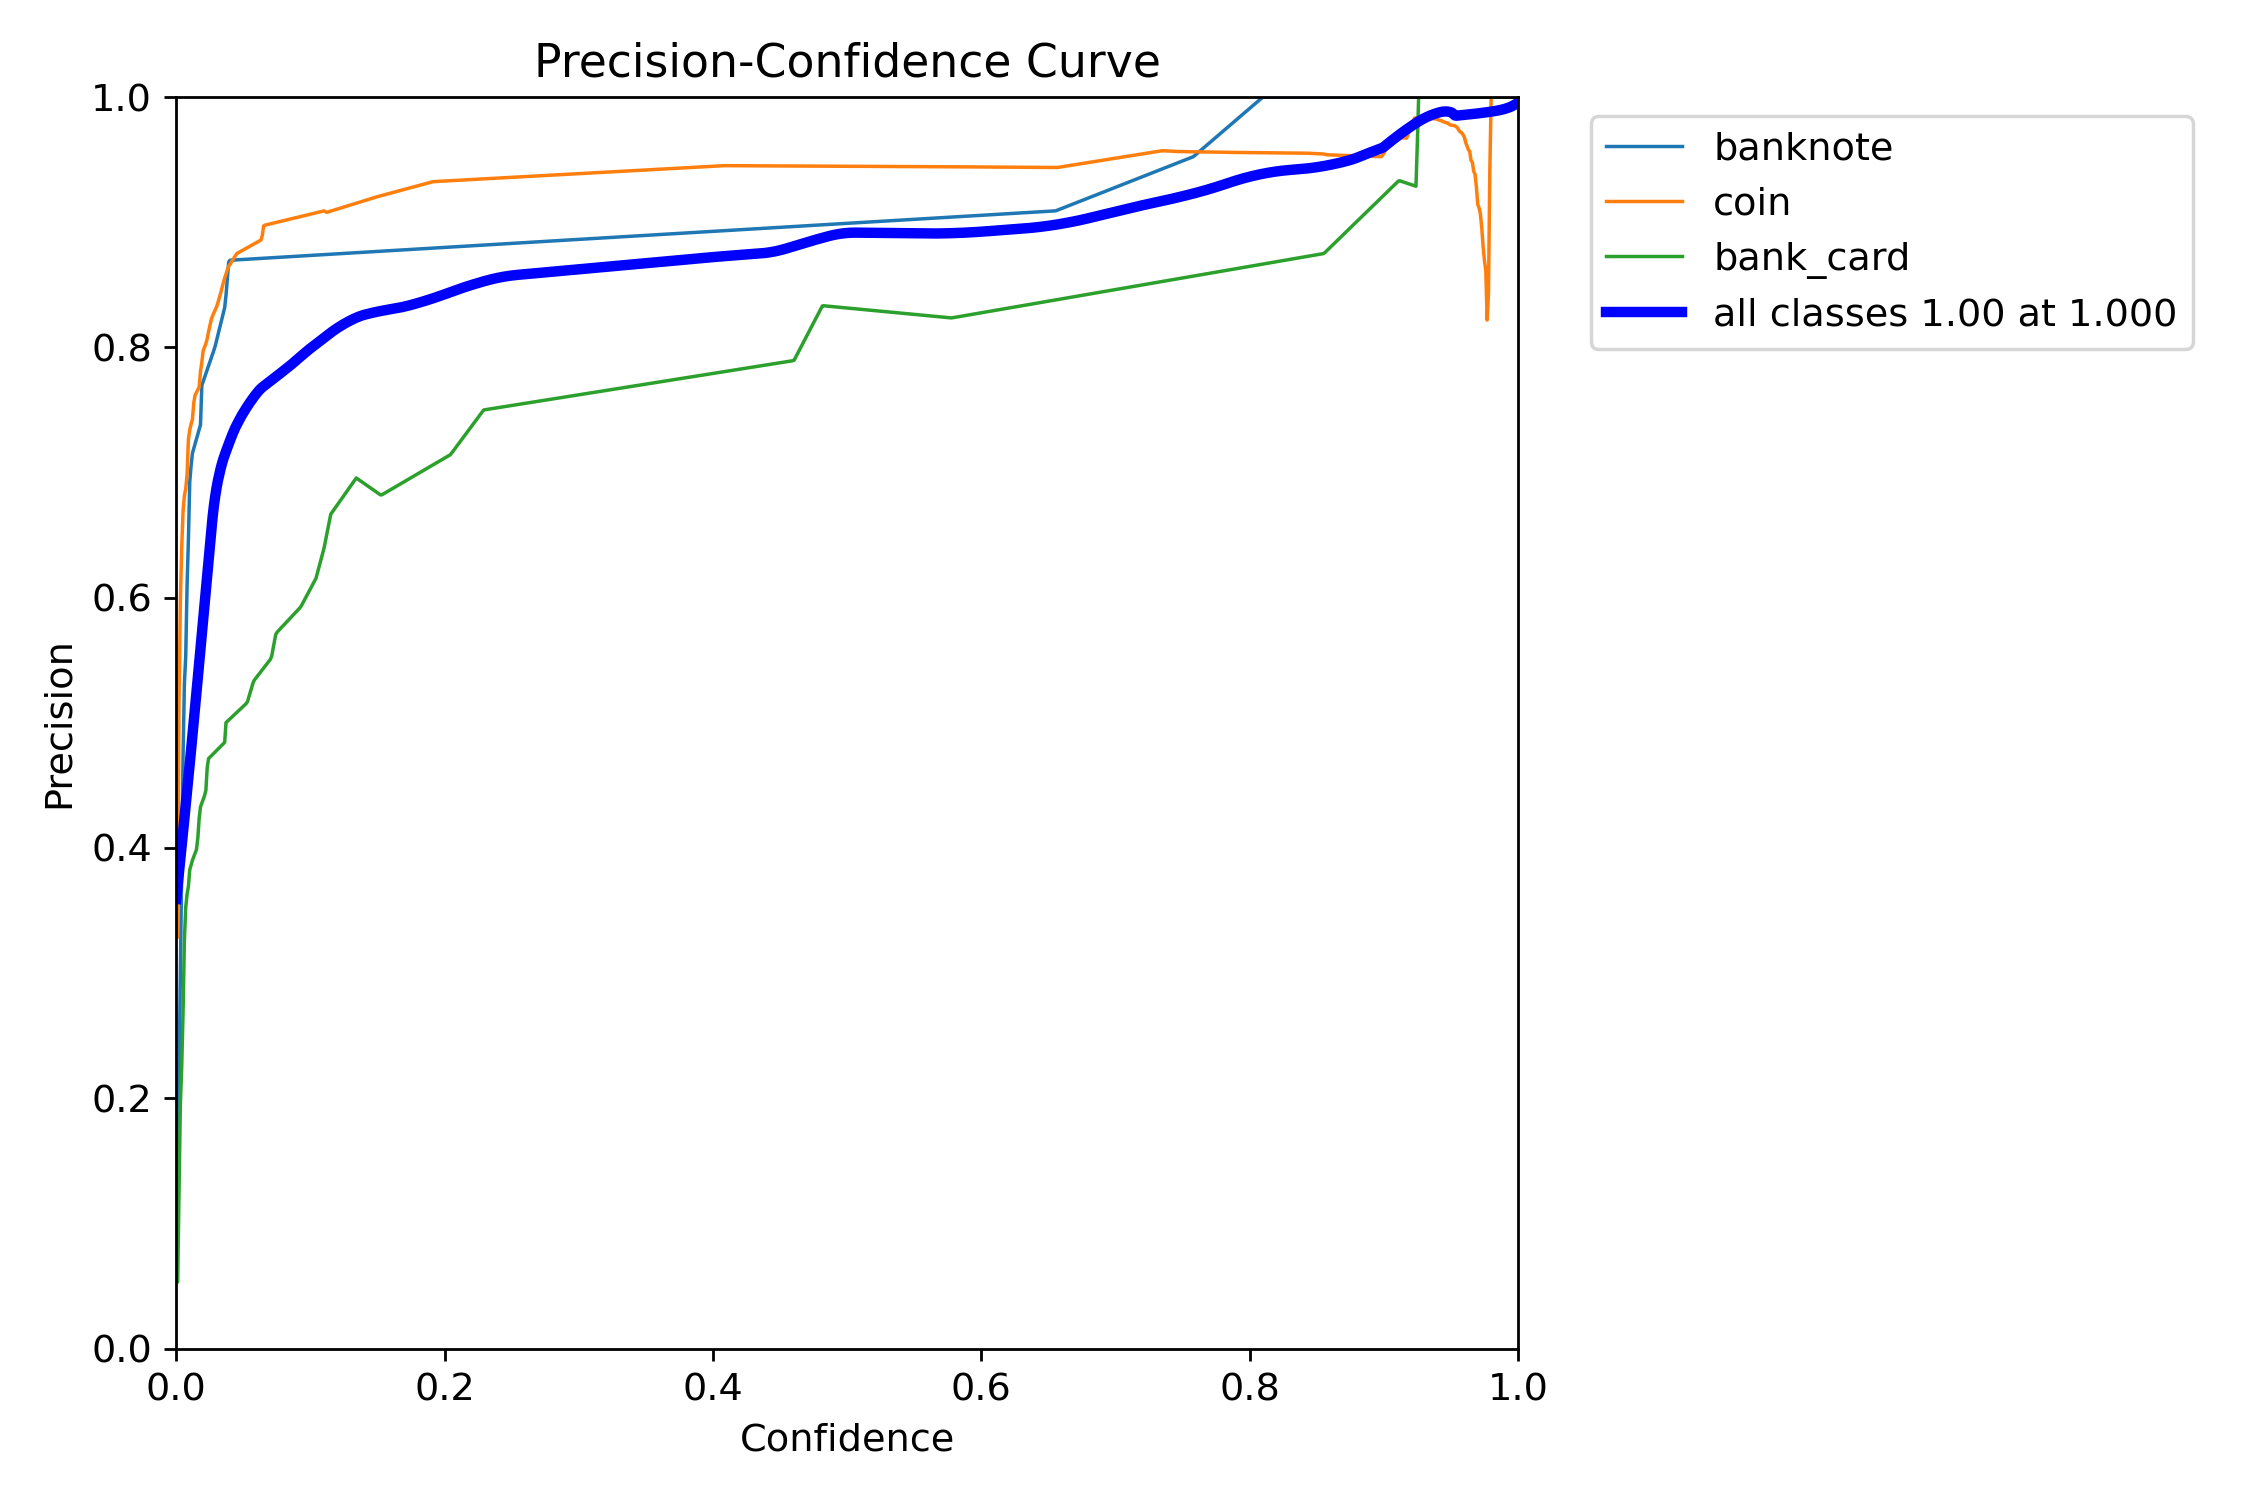 Precision-Confidence Curve
1.0
0.8
0.6
0.4
0.2
0.0
Precision
0.0 0.2 0.4 0.6 0.8 1.0
Confidence
banknote
coin
bank_card
all classes 1.00 at 1.000